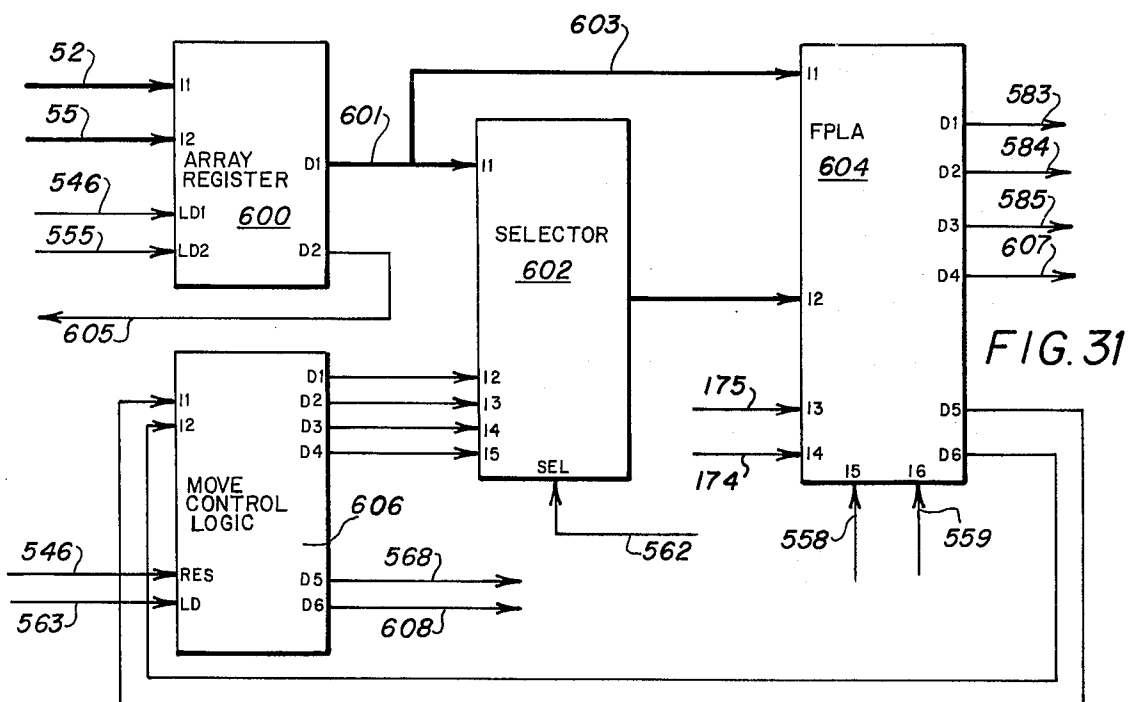 603
52
I1
I1
583
55
601
FPLA
D1
I2
ARRAY
REGISTER
D1
I1
604
584
D2
546
600
585
LD1
SELECTOR
D3
555
607
LD2
D2
602
D4
I2
605
FIG. 31
D1
I2
175
I1
D2
I3
I3
D5
I2
D3
I4
D4
I5
I4
D6
MOVE
CONTROL
LOGIC
SEL
174
I5
I6
606
546
568
562
558
559
RES
D5
LD
D6
563
608